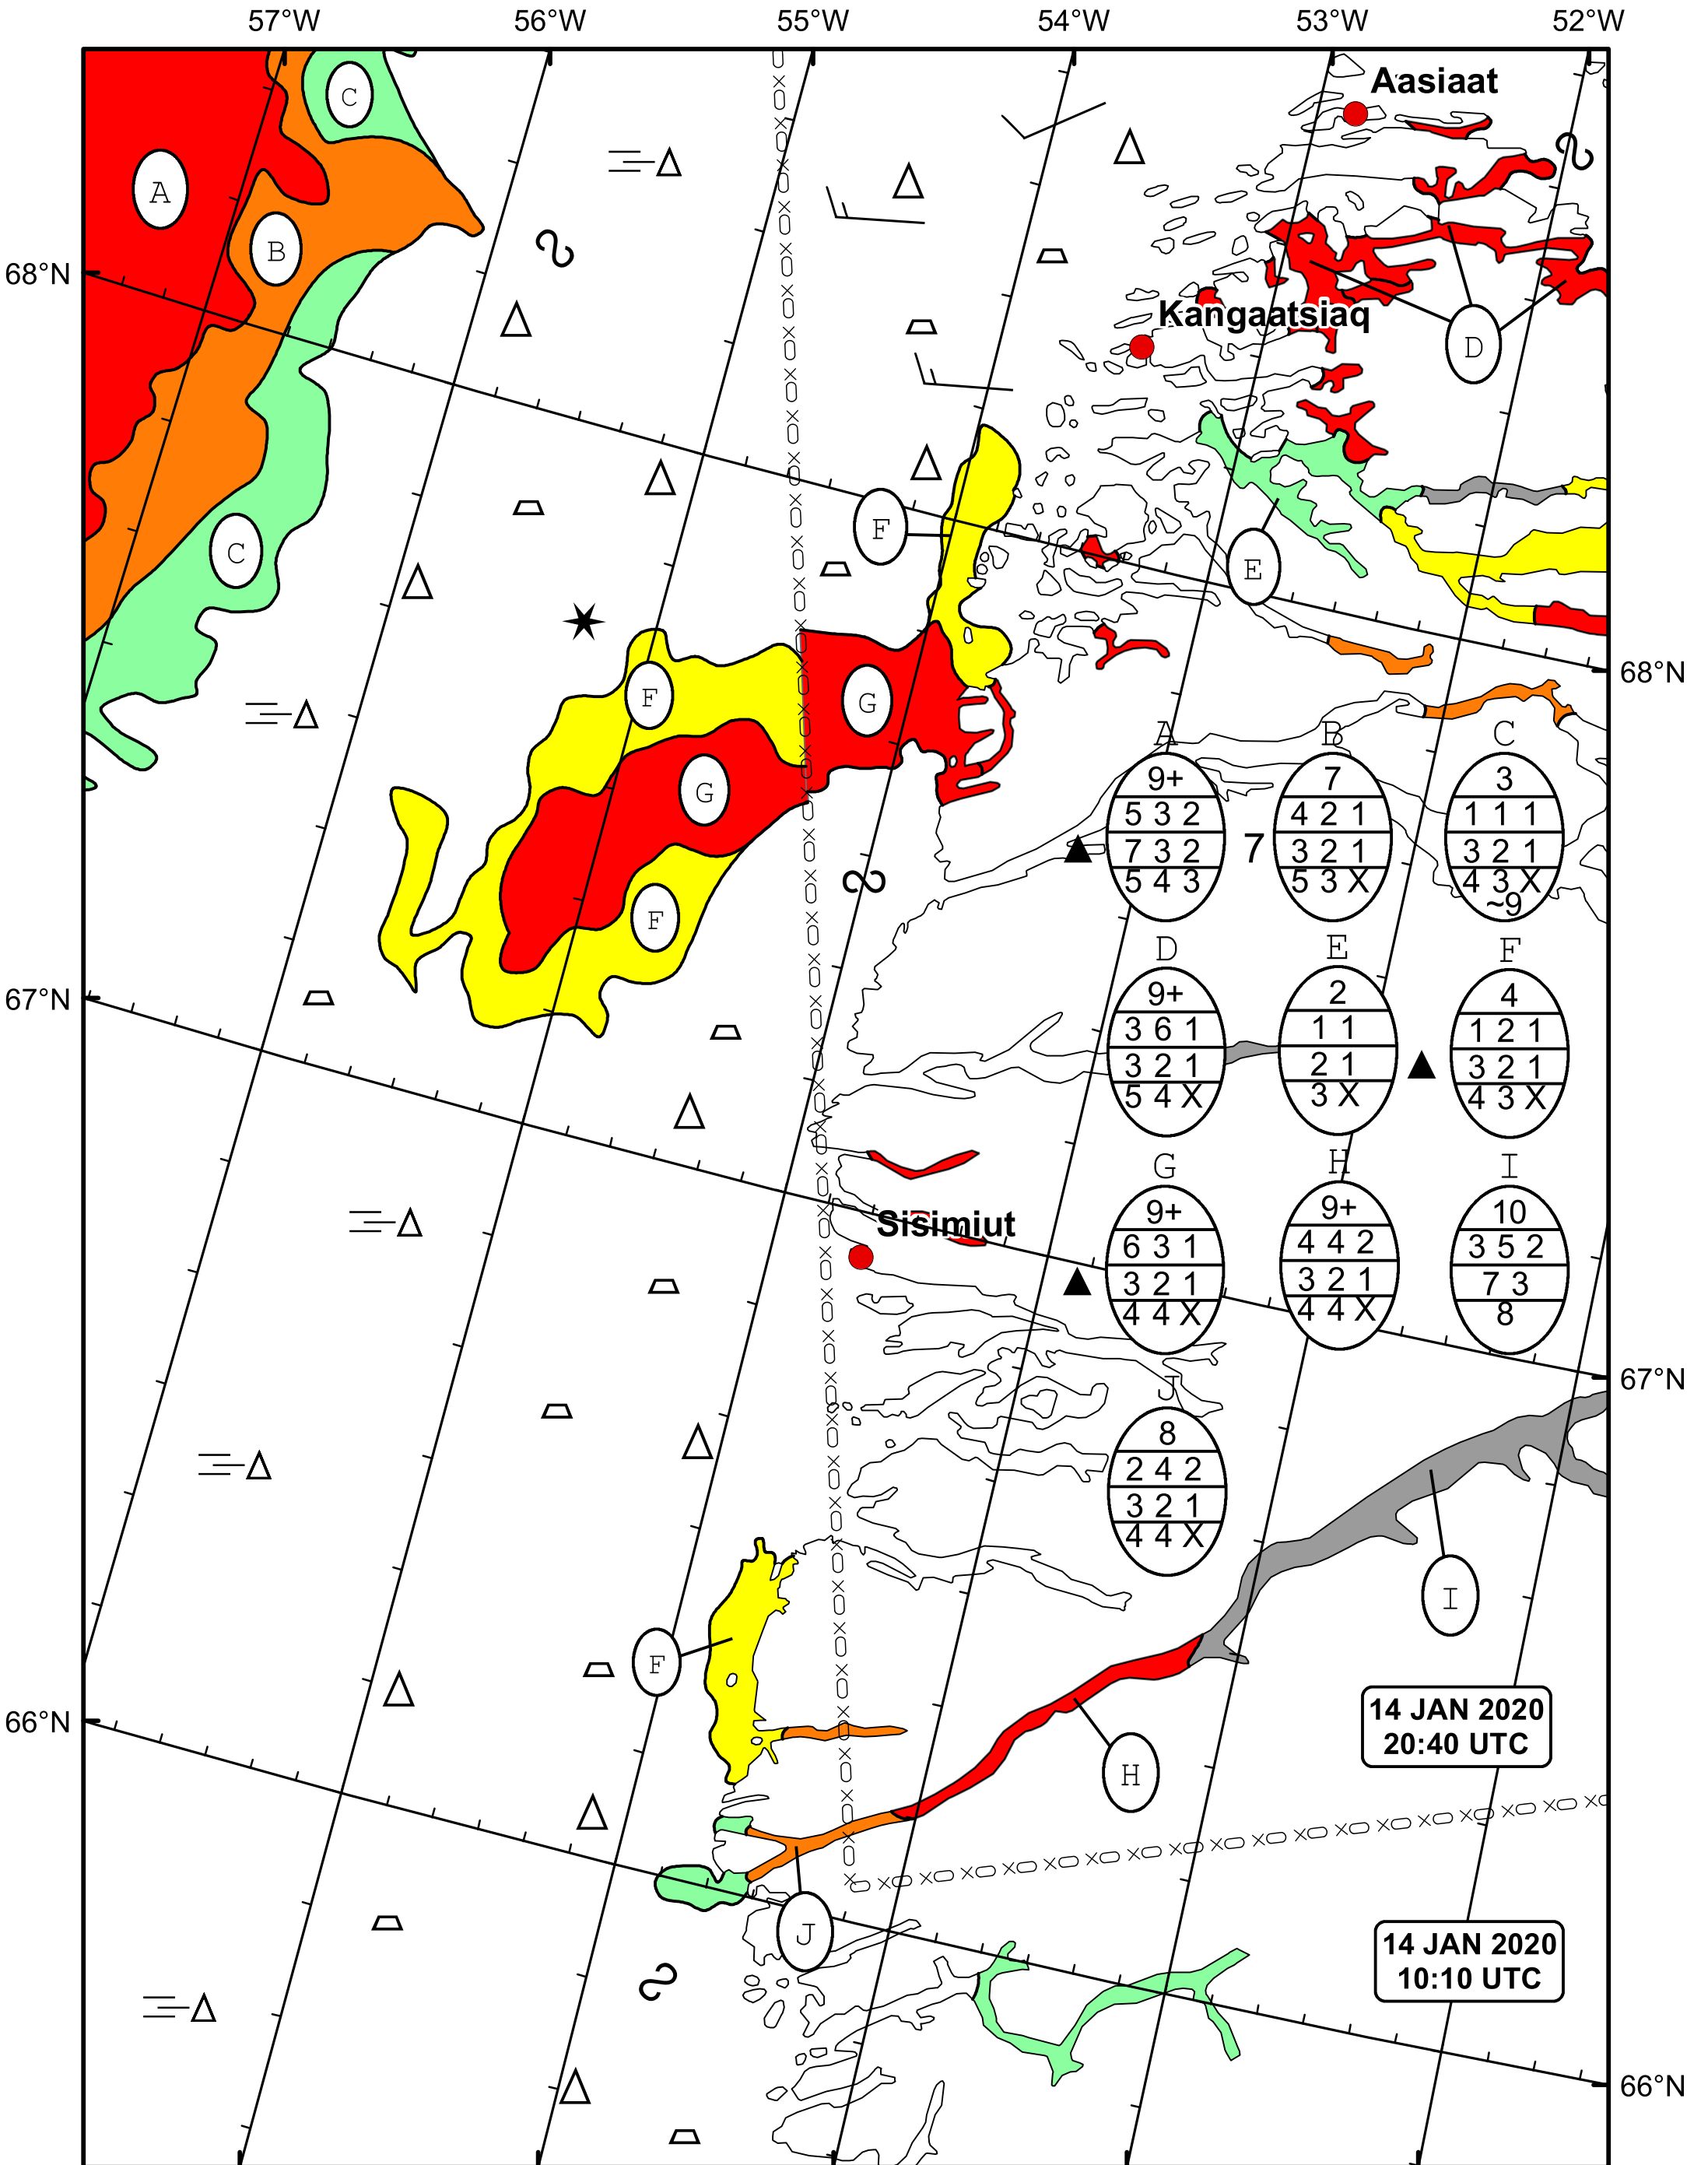 57°W 56°W 55°W 54°W 53°W 52°W
Aasiaat
C
A
B
68°N
Kangaatsiaq
D
F
C
E
68°N
F
G
G
F
A B C
9+ 7 3
5 3 2 4 2 1 1 1 1
7 3 2 7 3 2 1 3 2 1
5 4 3 5 3 X 4 3 X
~9
D E F
67°N
9+ 2 4
3 6 1 1 1 1 2 1
3 2 1 2 1 3 2 1
5 4 X 3 X 4 3 X
G H I
9+ 9+ 10
Sisimiut
6 3 1 4 4 2 3 5 2
3 2 1 3 2 1 7 3
4 4 X 4 4 X 8
67°N
J
8
2 4 2
3 2 1
4 4 X
I
F
66°N
14 JAN 2020
20:40 UTC
H
J
14 JAN 2020
10:10 UTC
66°N